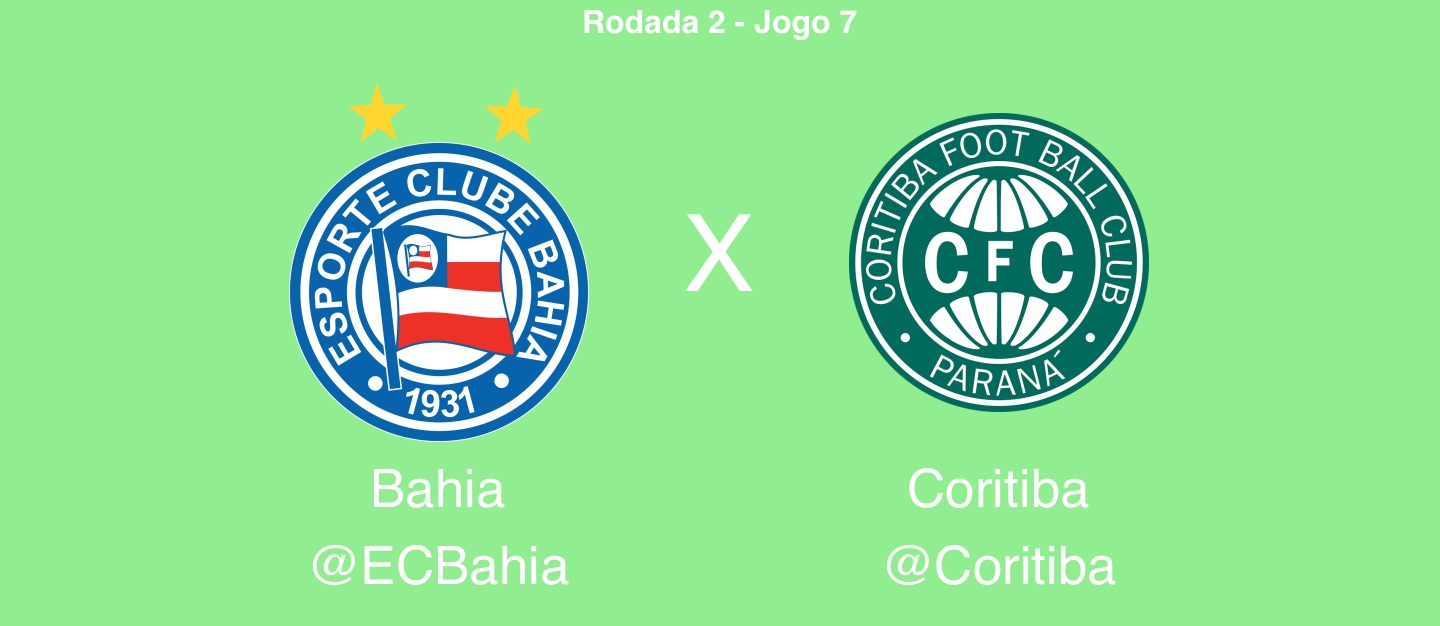 Rodada 2 - Jogo 7
ESPORTE CLUBE BAHIA
1931
X
CORITIBA FOOT BALL CLUB
CFC
PARANÁ
Bahia
Coritiba
@ECBahia
@Coritiba